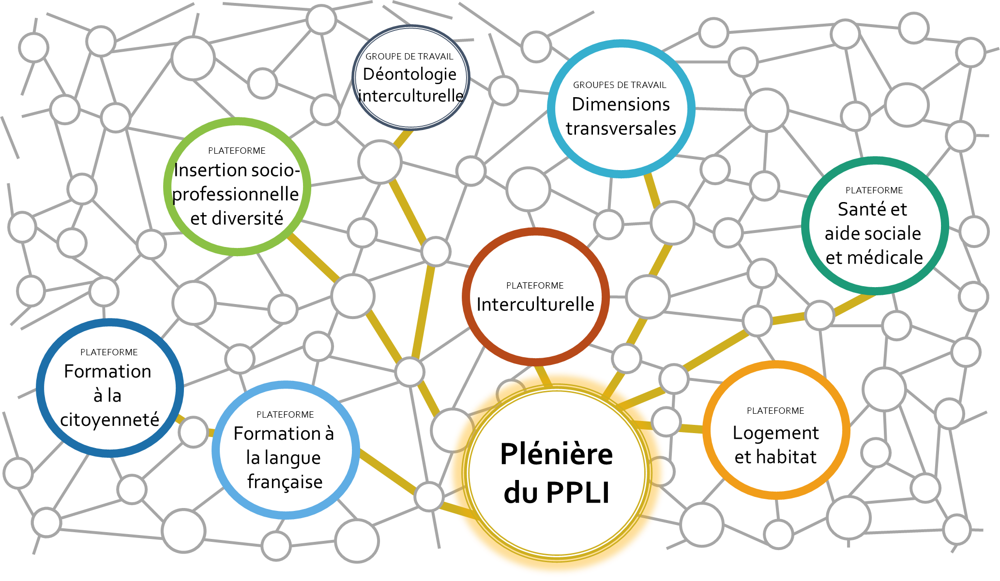 GROUPE DE TRAVAIL
Déontologie
interculturelle
GROUPES DE TRAVAIL
Dimensions
transversales
PLATEFORME
Insertion socio-
professionnelle
et diversité
PLATEFORME
Santé et
aide sociale
et médicale
PLATEFORME
Interculturelle
PLATEFORME
Formation
à la
citoyenneté
PLATEFORME
Formation à
la langue
française
PLATEFORME
Logement
et habitat
Plénière
du PPLI